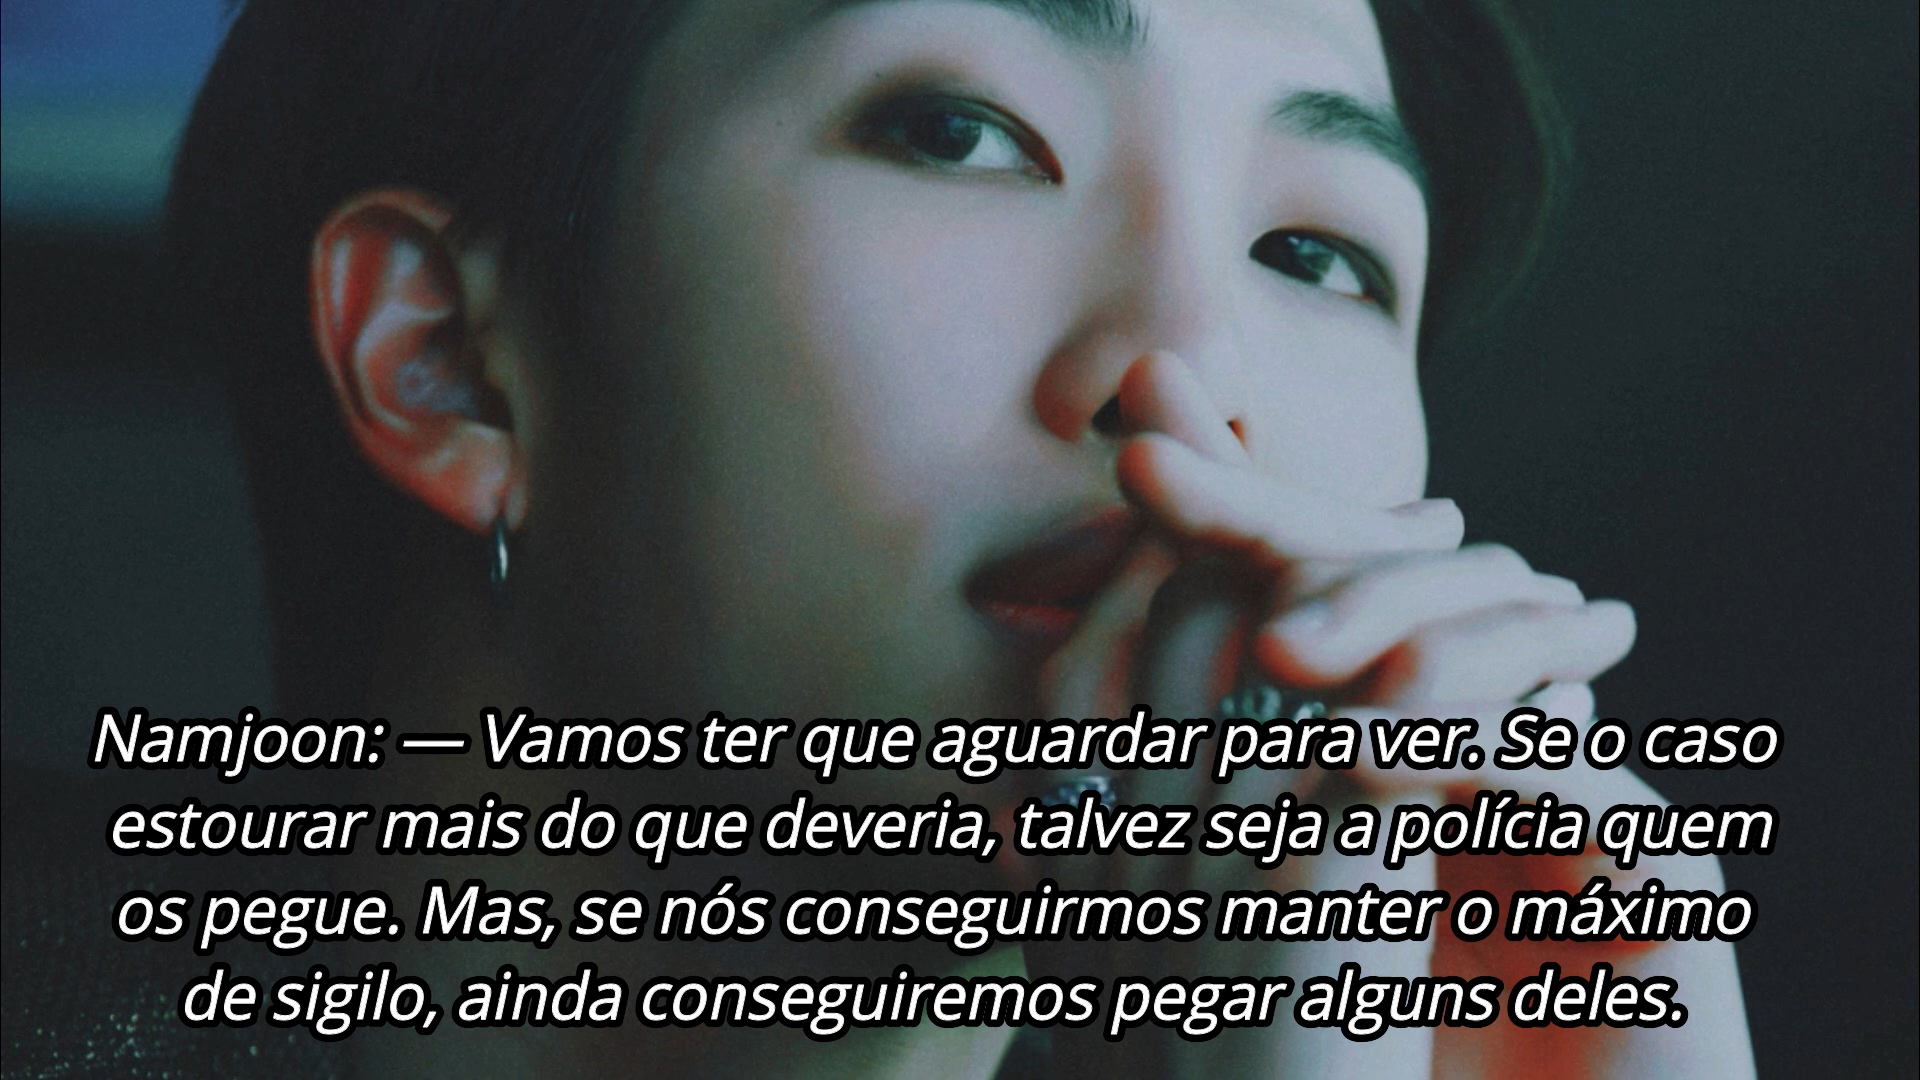 Namjoon: — Vamos ter que aguardar para ver. Se o caso
estourar mais do que deveria, talvez seja a polícia quem
os pegue. Mas, se nós conseguirmos manter o máximo
de sigilo, ainda conseguiremos pegar alguns deles.